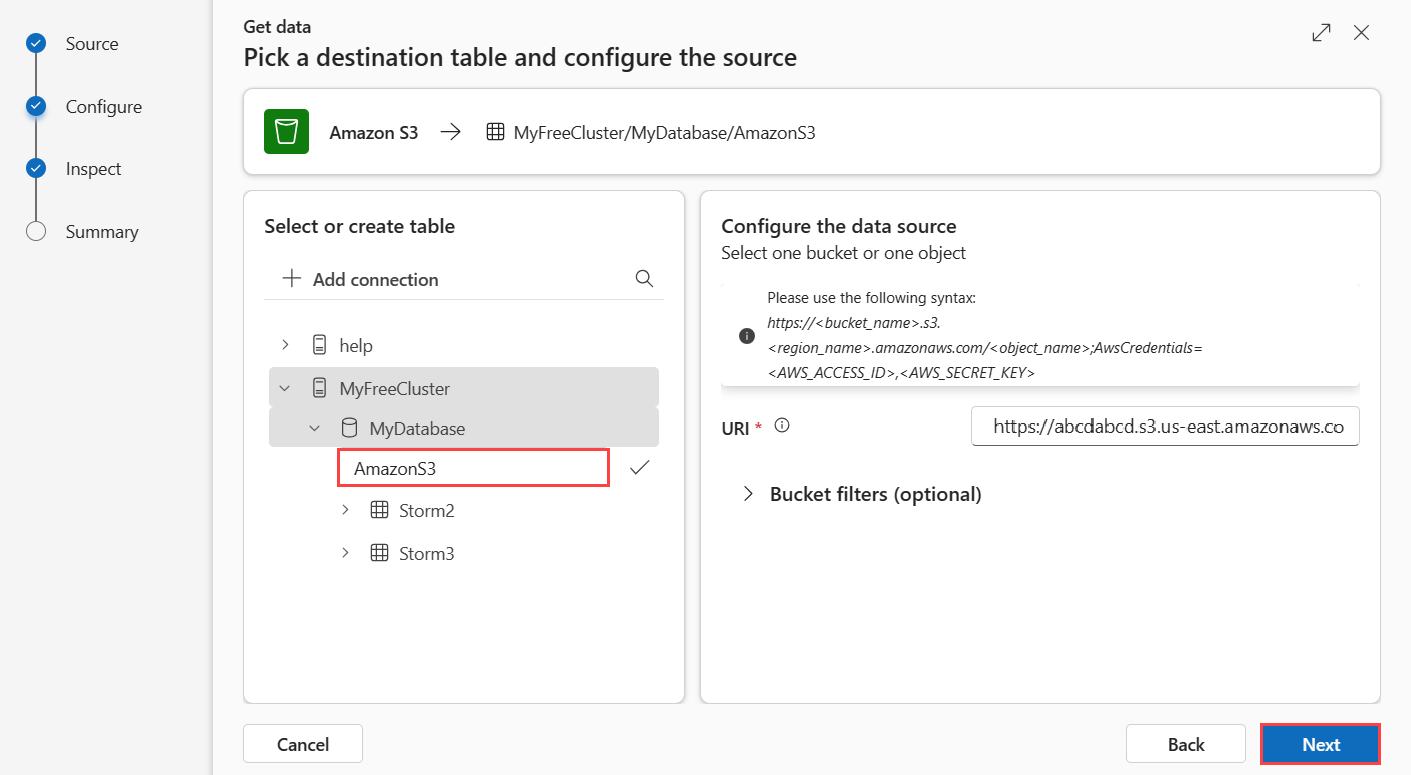 Source
Configure
Inspect
Summary
Get data
Pick a destination table and configure the source
Amazon S3 → MyFreeCluster/MyDatabase/AmazonS3
Select or create table
Add connection
help
MyFreeCluster
MyDatabase
AmazonS3
Storm2
Storm3
Configure the data source
Select one bucket or one object
Please use the following syntax:
https://<bucket_name>.s3.
<region_name>.amazonaws.com/<object_name>;AwsCredentials=
<AWS_ACCESS_ID>,<AWS_SECRET_KEY>
URI * https://abcdabcd.s3.us-east.amazonaws.co
Bucket filters (optional)
Cancel
Back
Next